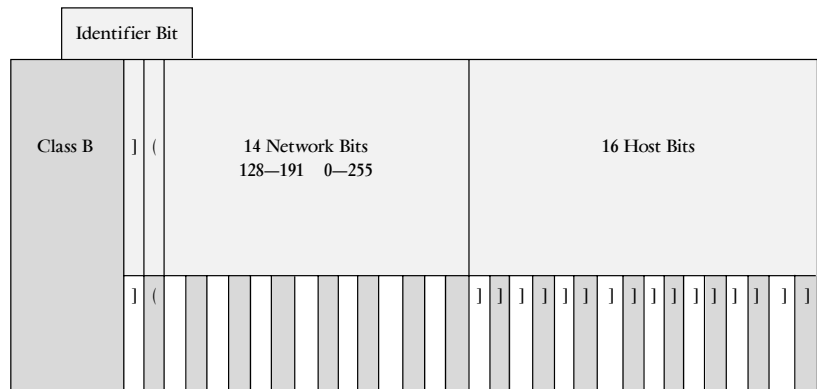 Identifier Bit
Class B ] ( 14 Network Bits 16 Host Bits
128—191 0—255
] ( ] ] ] ] ] ] ] ] ] ] ] ] ] ] ] ]